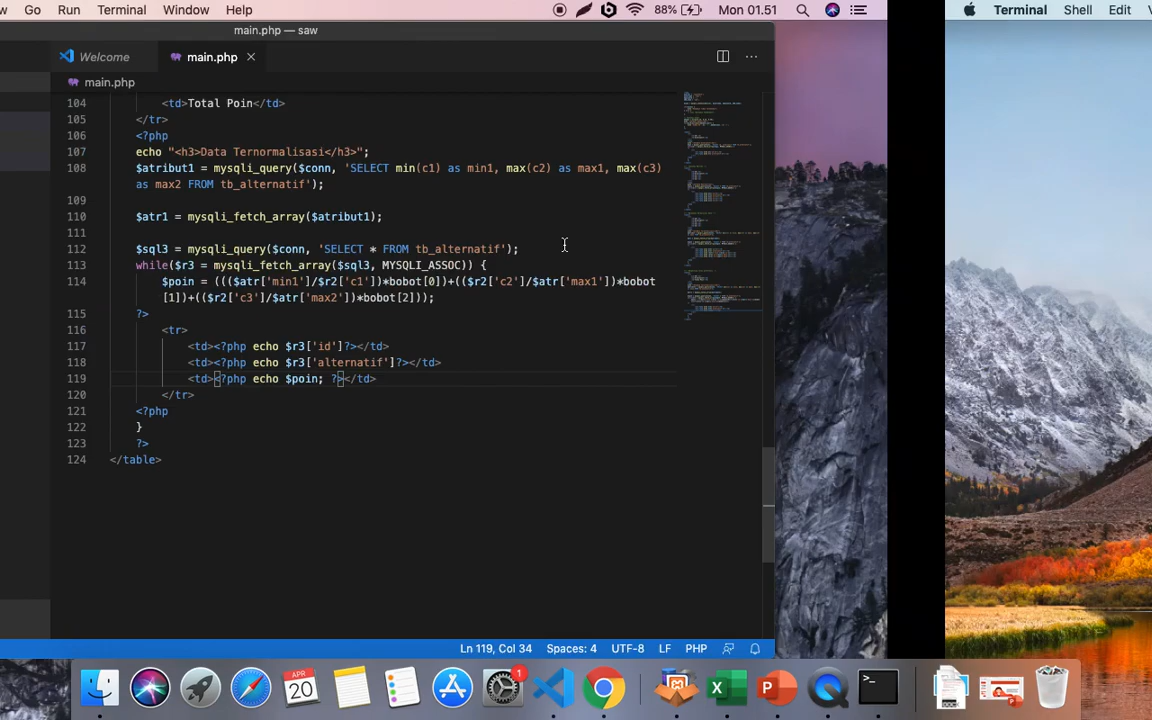 w Go Run Terminal Window Help 88% Mon 01.51
Terminal Shell Edit
main.php — saw
Welcome main.php
main.php
104 <td>Total Poin</td>
105 </tr>
106 <?php
107 echo "<h3>Data Ternormalisasi</h3>";
108 $atribut1 = mysqli_query($conn, 'SELECT min(c1) as min1, max(c2) as max1, max(c3)
as max2 FROM tb_alternatif');
109
110 $atr1 = mysqli_fetch_array($atribut1);
111
112 $sql3 = mysqli_query($conn, 'SELECT * FROM tb_alternatif');
113 while($r3 = mysqli_fetch_array($sql3, MYSQLI_ASSOC)) {
114 $poin = ((($atr['min1']/$r2['c1'])*bobot[0])+(($r2['c2']/$atr['max1'])*bobot
[1])+(($r2['c3']/$atr['max2'])*bobot[2]));
115 ?>
116 <tr>
117 <td><?php echo $r3['id']?></td>
118 <td><?php echo $r3['alternatif']?></td>
119 <td><?php echo $poin; ?></td>
120 </tr>
121 <?php
122 }
123 ?>
124 </table>
Ln 119, Col 34 Spaces: 4 UTF-8 LF PHP
APR
20
1